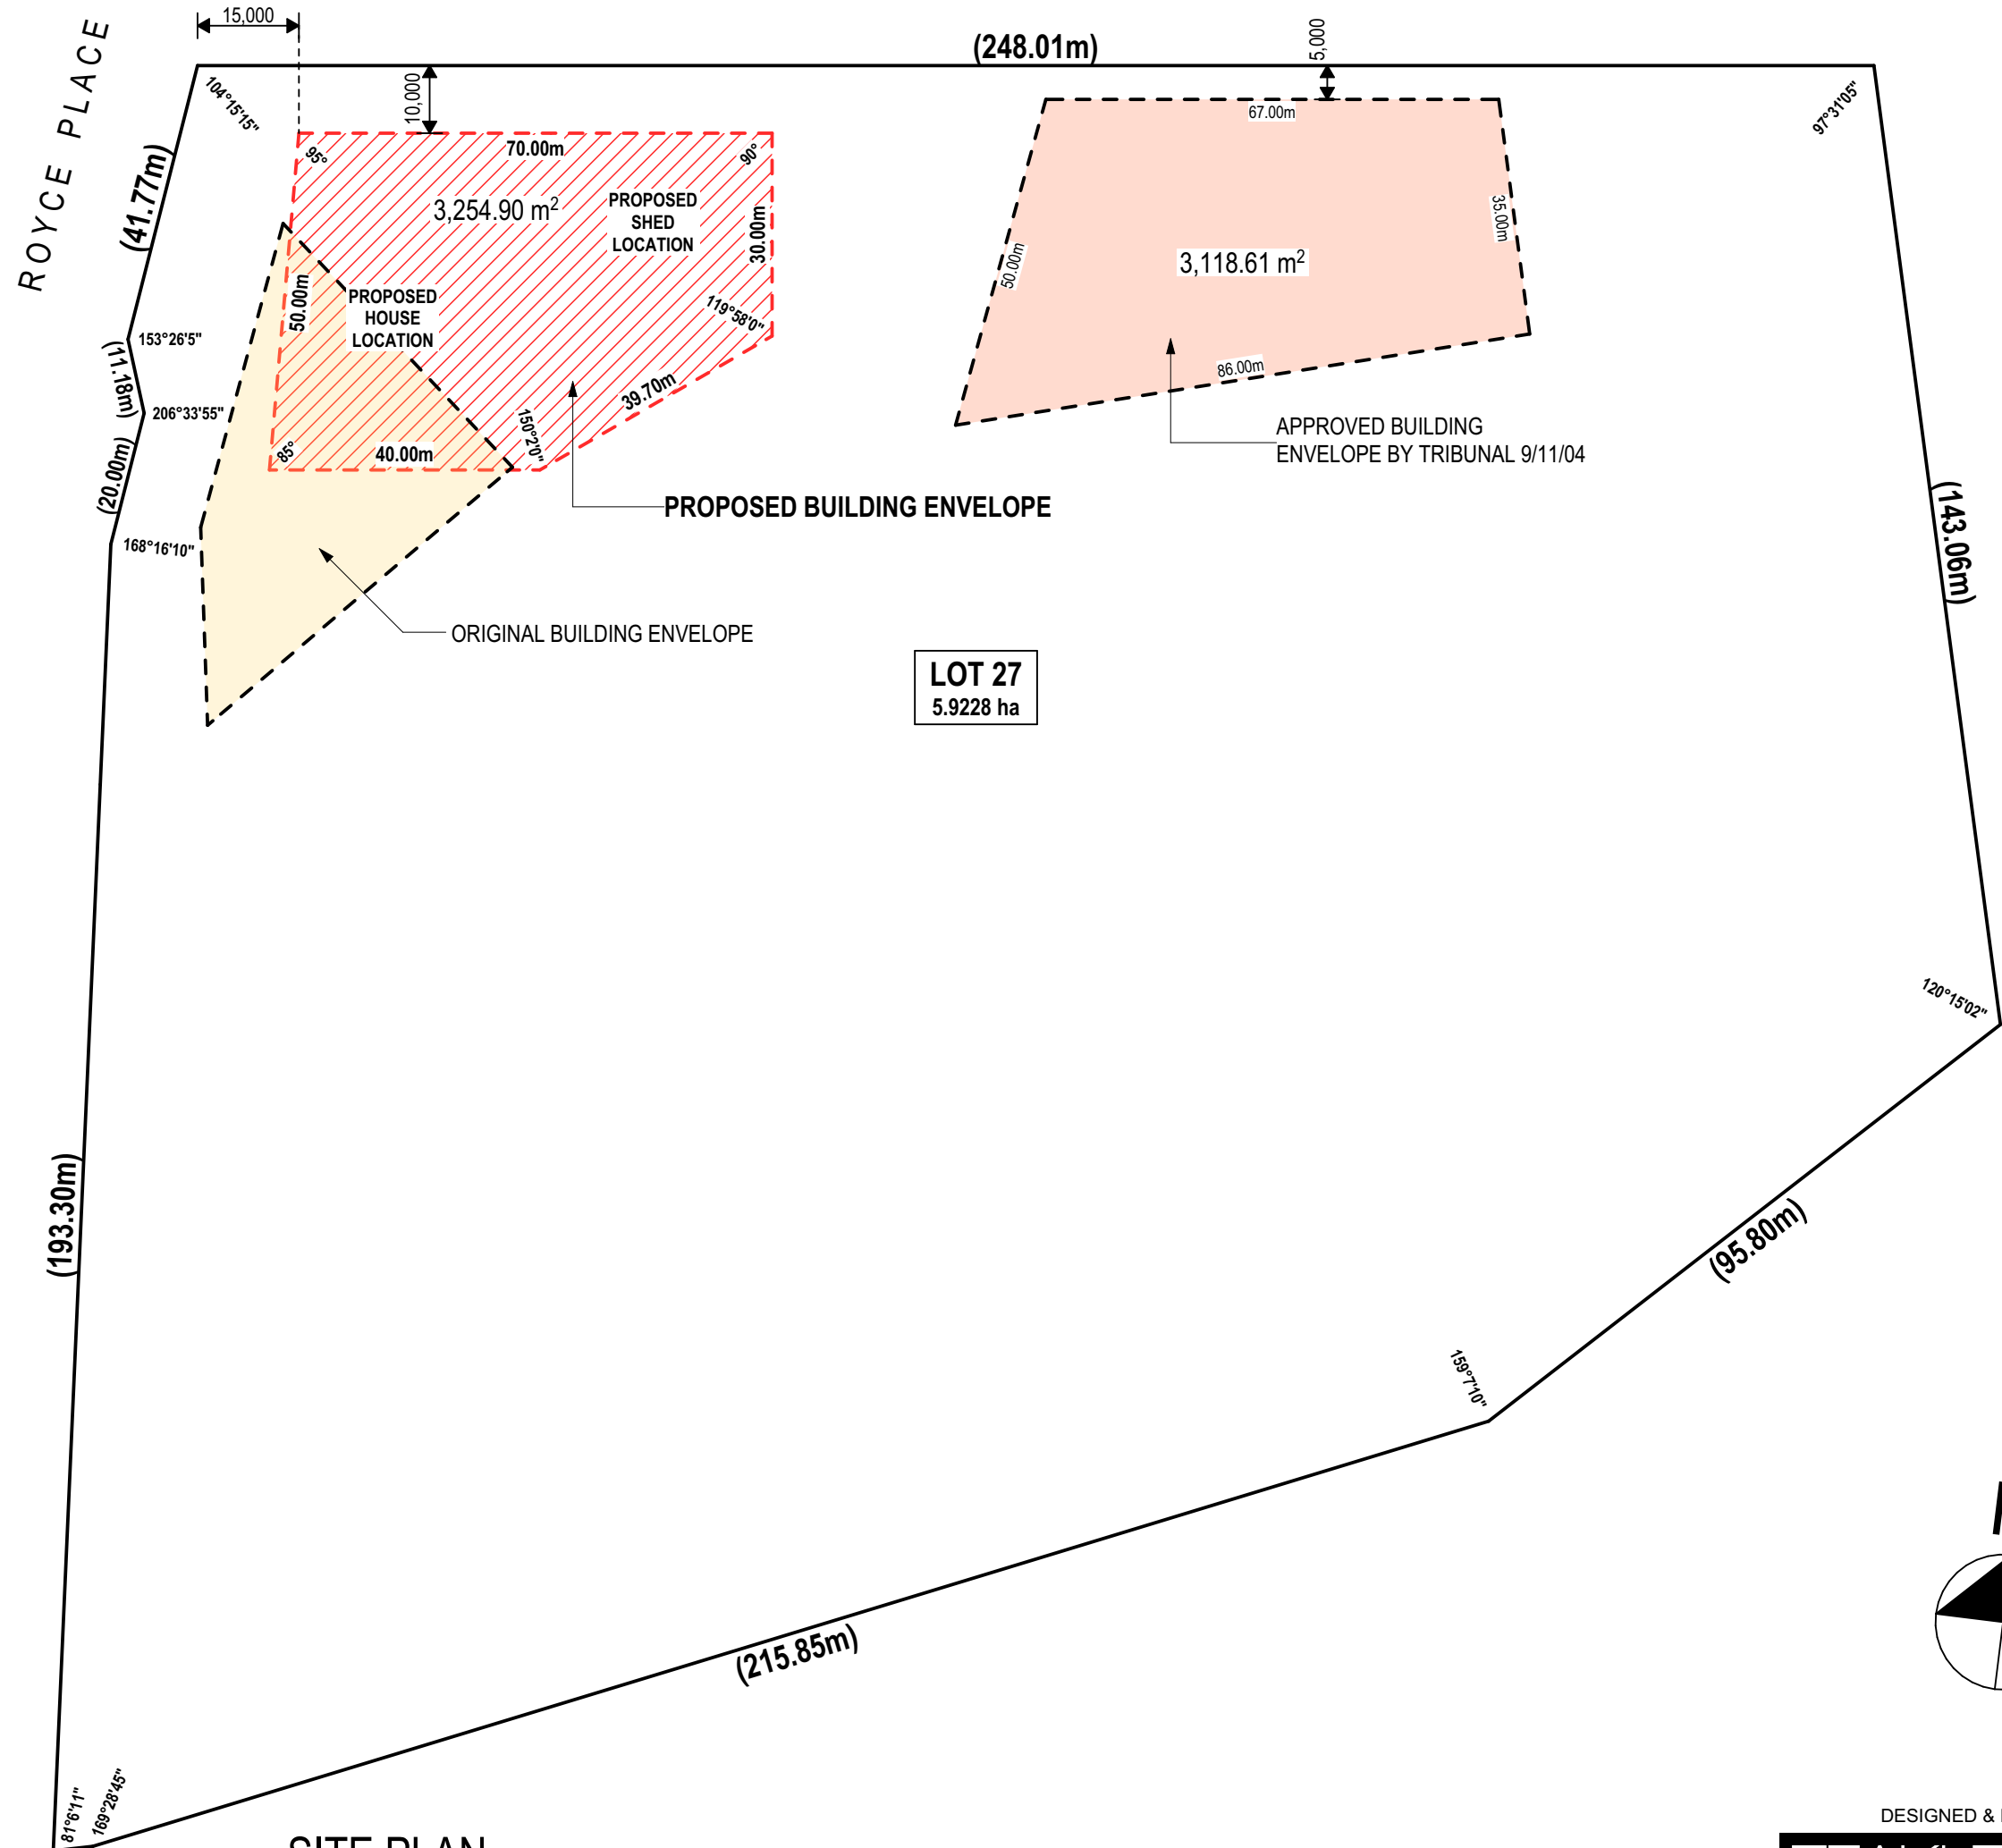 15,000
ROYCE PLACE
(248.01m)
5,000
104°15'15"
10,000
67.00m
97°31'05"
95°
70.00m
90°
(41.77m)
3,254.90 m²
PROPOSED
SHED
LOCATION
30.00m
50.00m
35.00m
3,118.61 m²
50.00m
PROPOSED
HOUSE
LOCATION
119°58'0"
153°26'5"
(11.18m)
86.00m
39.70m
206°33'55"
150°2'0"
APPROVED BUILDING
ENVELOPE BY TRIBUNAL 9/11/04
85°
40.00m
(20.00m)
PROPOSED BUILDING ENVELOPE
168°16'10"
(143.06m)
ORIGINAL BUILDING ENVELOPE
LOT 27
5.9228 ha
120°15'02"
(193.30m)
(95.80m)
159°7'10"
(215.85m)
81°6'11"
169°28'45"
SITE PLAN
DESIGNED &